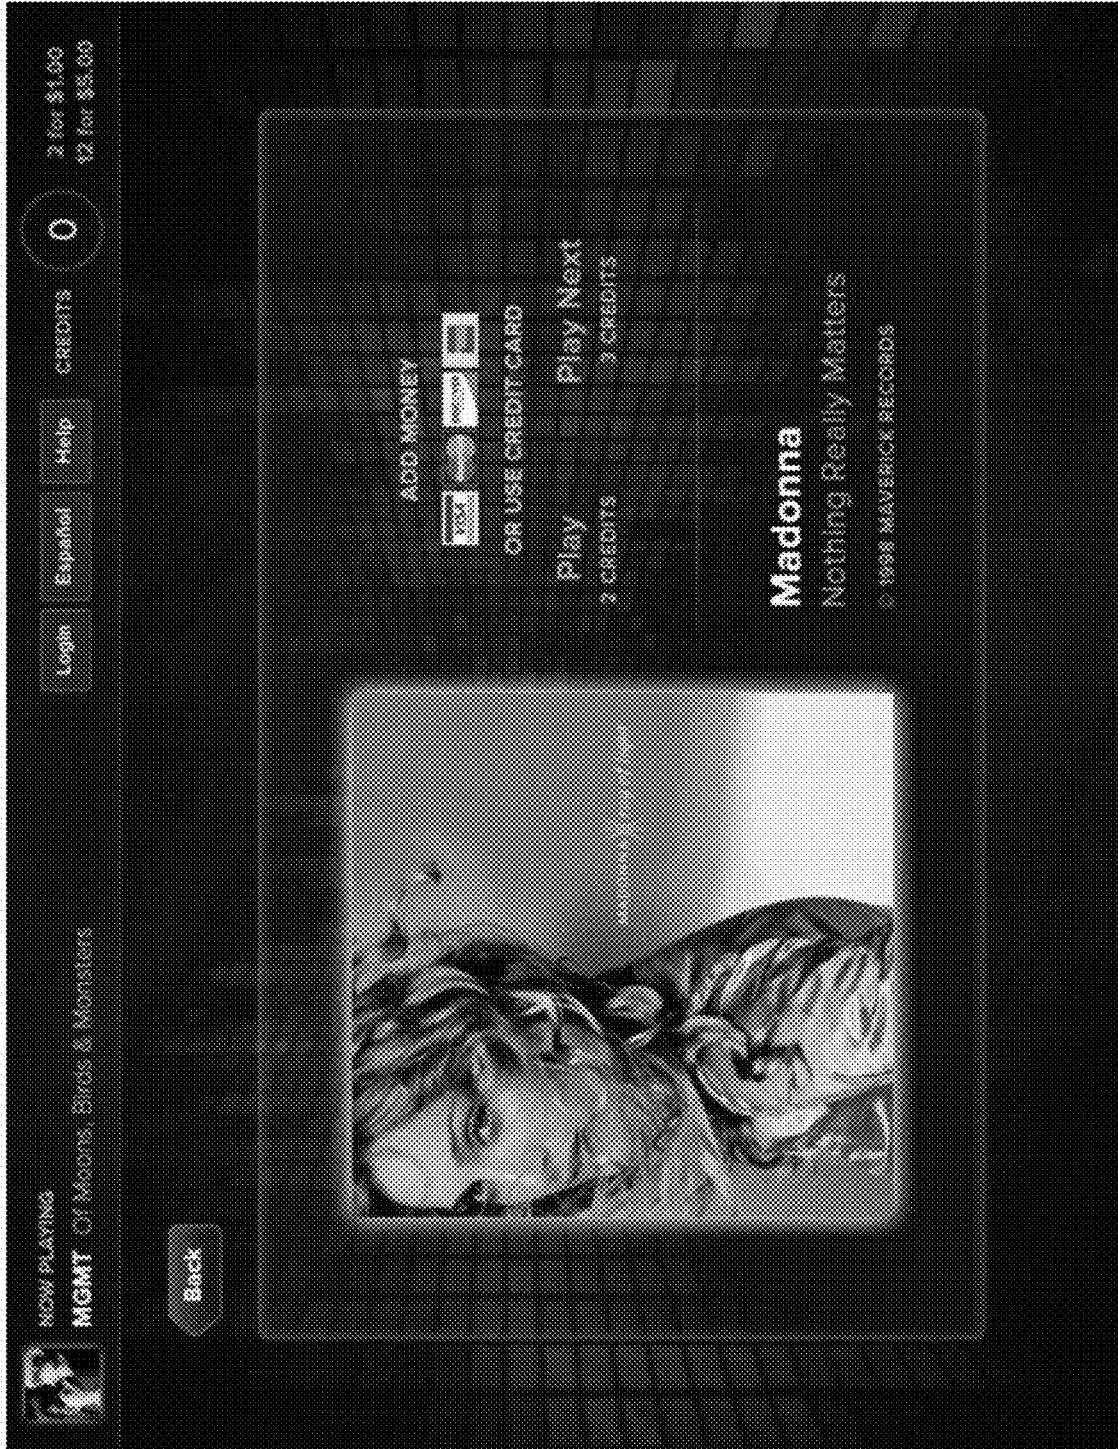 NOW PLAYING
MGMT Of Moons, Birds & Monsters
Login
Español
Help
CREDITS
0
2 for $1.00
12 for $5.00
Back
ADD MONEY
VISA
OR USE CREDIT CARD
Play
2 CREDITS
Play Next
3 CREDITS
Madonna
Nothing Really Matters
© 1998 MAVERICK RECORDS